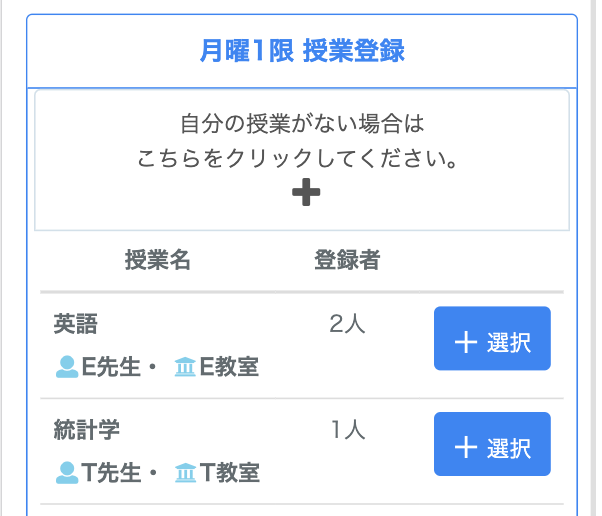 月曜1限 授業登録
自分の授業がない場合は
こちらをクリックしてください。
授業名 登録者
英語 2人
E先生・ E教室
選択
統計学 1人
T先生・ T教室
選択